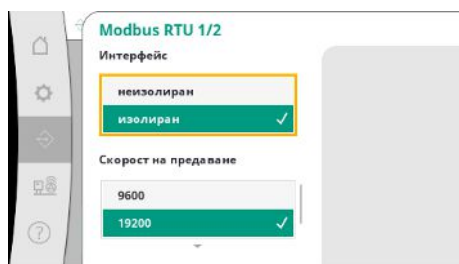 Modbus RTU 1/2
Интерфейс
неизолиран
изолиран
Скорост на предаване
9600
19200